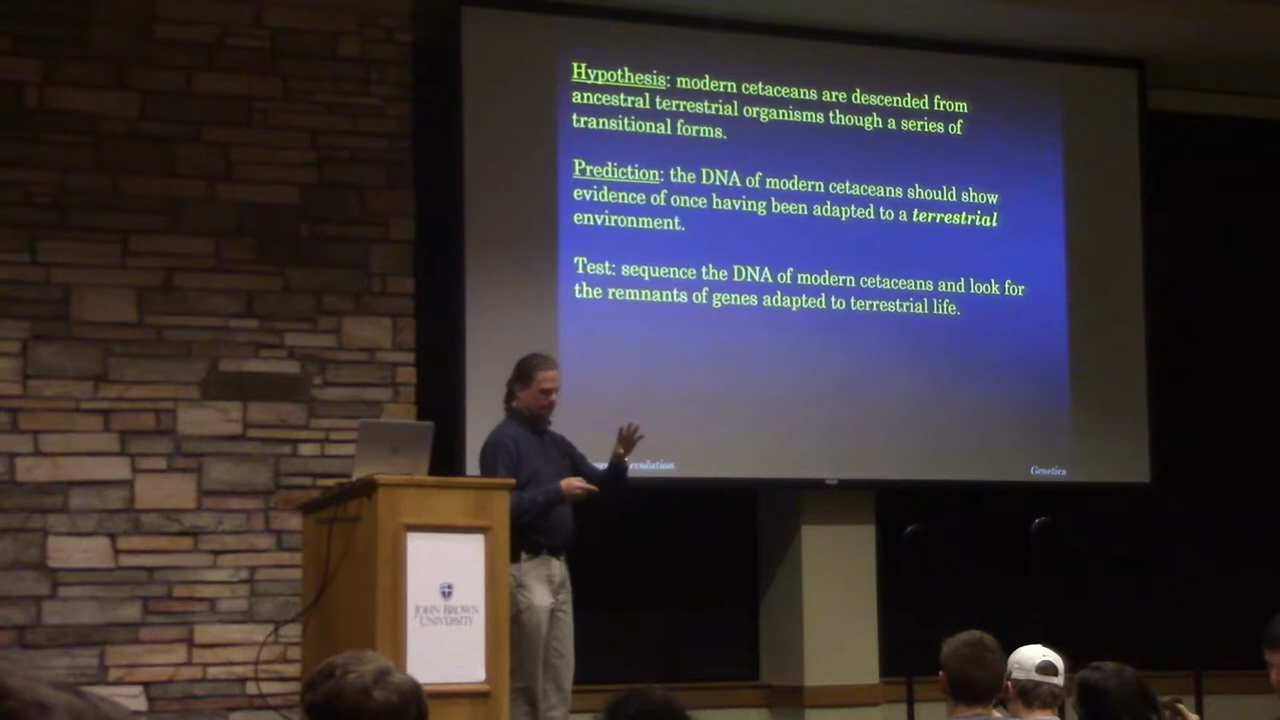 Hypothesis: modern cetaceans are descended from
ancestral terrestrial organisms though a series of
transitional forms.
Prediction: the DNA of modern cetaceans should show
evidence of once having been adapted to a terrestrial
environment.
Test: sequence the DNA of modern cetaceans and look for
the remnants of genes adapted to terrestrial life.
evolution
Genetics
JOHN BROWN
UNIVERSITY